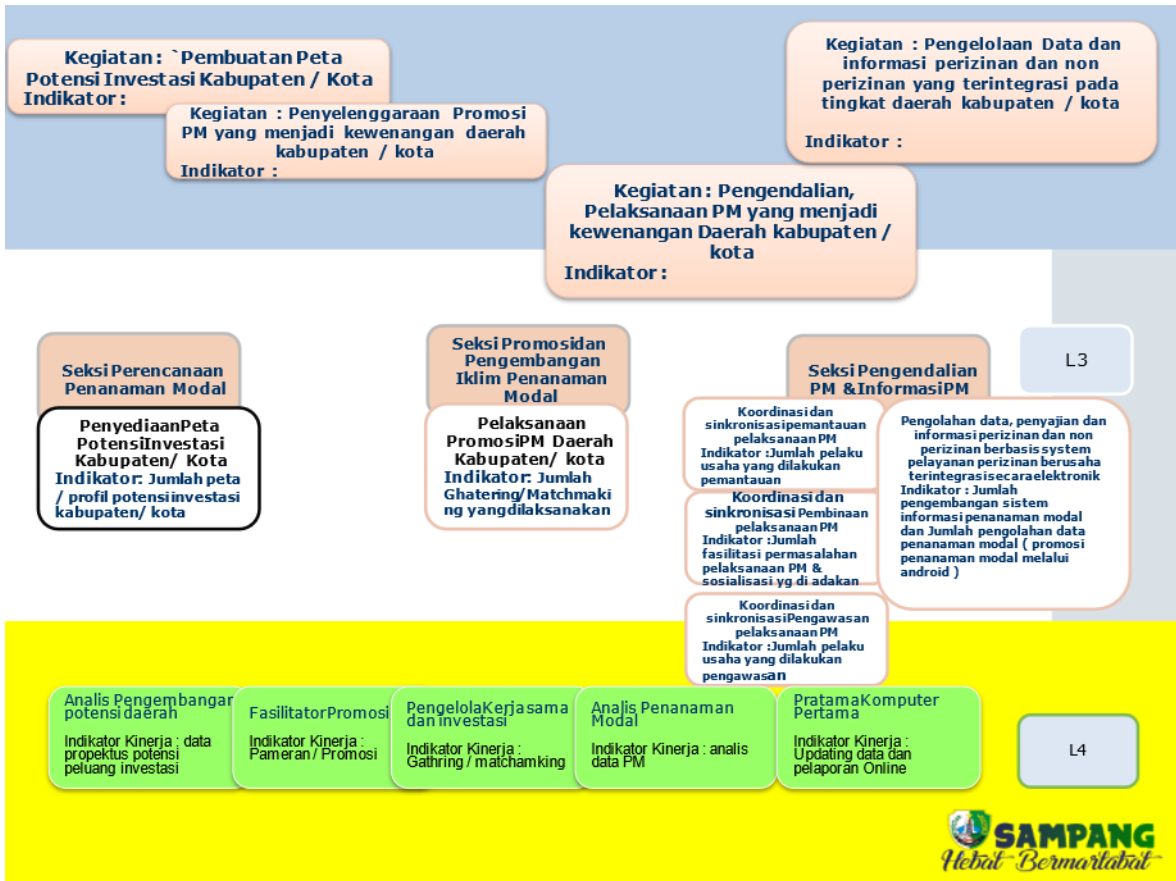 Kegiatan : `Pembuatan Peta
Potensi Investasi Kabupaten / Kota
Indikator :
Kegiatan : Penyelenggaraan Promosi
PM yang menjadi kewenangan daerah
kabupaten / kota
Indikator :
Kegiatan : Pengelolaan Data dan
informasi perizinan dan non
perizinan yang terintegrasi pada
tingkat daerah kabupaten / kota
Indikator :
Kegiatan : Pengendalian,
Pelaksanaan PM yang menjadi
kewenangan Daerah kabupaten /
kota
Indikator :
Seksi Perencanaan
Penanaman Modal
PenyediaanPeta
PotensiInvestasi
Kabupaten/ Kota
Indikator: Jumlah peta
/ profil potensiinvestasi
kabupaten/ kota
Seksi Promosidan
Pengembangan
Iklim Penanaman
Modal
Pelaksanaan
PromosiPM Daerah
Kabupaten/ kota
Indikator: Jumlah
Ghatering/Matchmaki
ng yangdilaksanakan
Seksi Pengendalian
PM &InformasiPM
Koordinasi dan
sinkronisasipemantauan
pelaksanaan PM
Indikator :Jumlah pelaku
usaha yang dilakukan
pemantauan
Koordinasi dan
sinkronisasi Pembinaan
pelaksanaan PM
Indikator :Jumlah
fasilitasi permasalahan
pelaksanaan PM &
sosialisasi yg di adakan
Koordinasi dan
sinkronisasiPengawasan
pelaksanaan PM
Indikator :Jumlah pelaku
usaha yang dilakukan
pengawasan
Pengolahan data, penyajian dan
informasi perizinan dan non
perizinan berbasis system
pelayanan perizinan berusaha
terintegrasisecaraelektronik
Indikator : Jumlah
pengembangan sistem
informasi penanaman modal
dan Jumlah pengolahan data
penanaman modal ( promosi
penanaman modal melalui
android )
L3
Analis Pengembangan
potensi daerah
Indikator Kinerja : data
propektus potensi
peluang investasi
FasilitatorPromosi
Indikator Kinerja :
Pameran / Promosi
PengelolaKerjasama
dan investasi
Indikator Kinerja :
Gathring / matchamking
Analis Penanaman
Modal
Indikator Kinerja : analis
data PM
PratamaKomputer
Pertama
Indikator Kinerja :
Updating data dan
pelaporan Online
L4
SAMPANG
Hebat Bermartabat